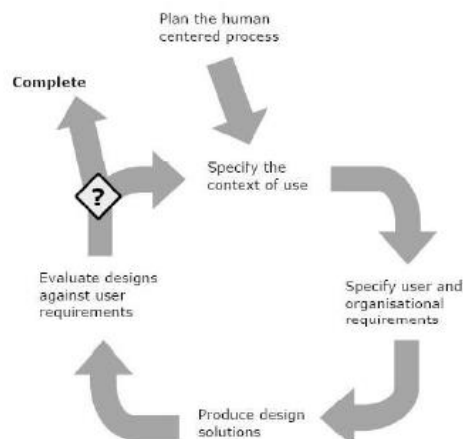 Plan the human
centered process
Complete
Specify the
context of use
?
Evaluate designs
against user
requirements
Specify user and
organisational
requirements
Produce design
solutions